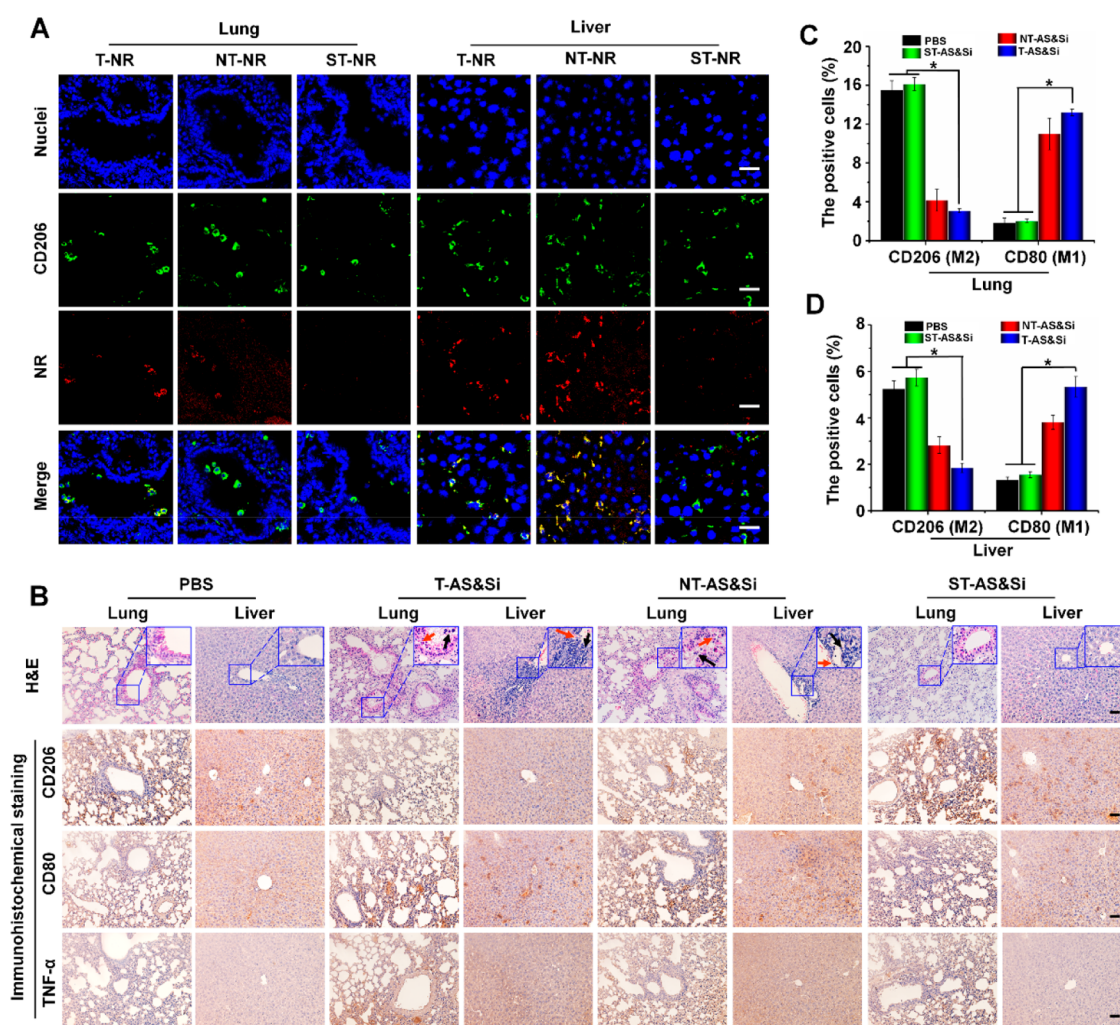 A
Lung Liver
T-NR NT-NR ST-NR T-NR NT-NR ST-NR
Nuclei
CD206
NR
Merge
C
PBS NT-AS&Si
ST-AS&Si T-AS&Si
The positive cells (%)
20
16
12
8
4
0
* *
CD206 (M2) CD80 (M1)
Lung
D
PBS NT-AS&Si
ST-AS&Si T-AS&Si
The positive cells (%)
8
6
4
2
0
* *
CD206 (M2) CD80 (M1)
Liver
B
PBS T-AS&Si NT-AS&Si ST-AS&Si
Lung Liver Lung Liver Lung Liver Lung Liver
H&E
Immunohistochemical staining
CD206
CD80
TNF-α